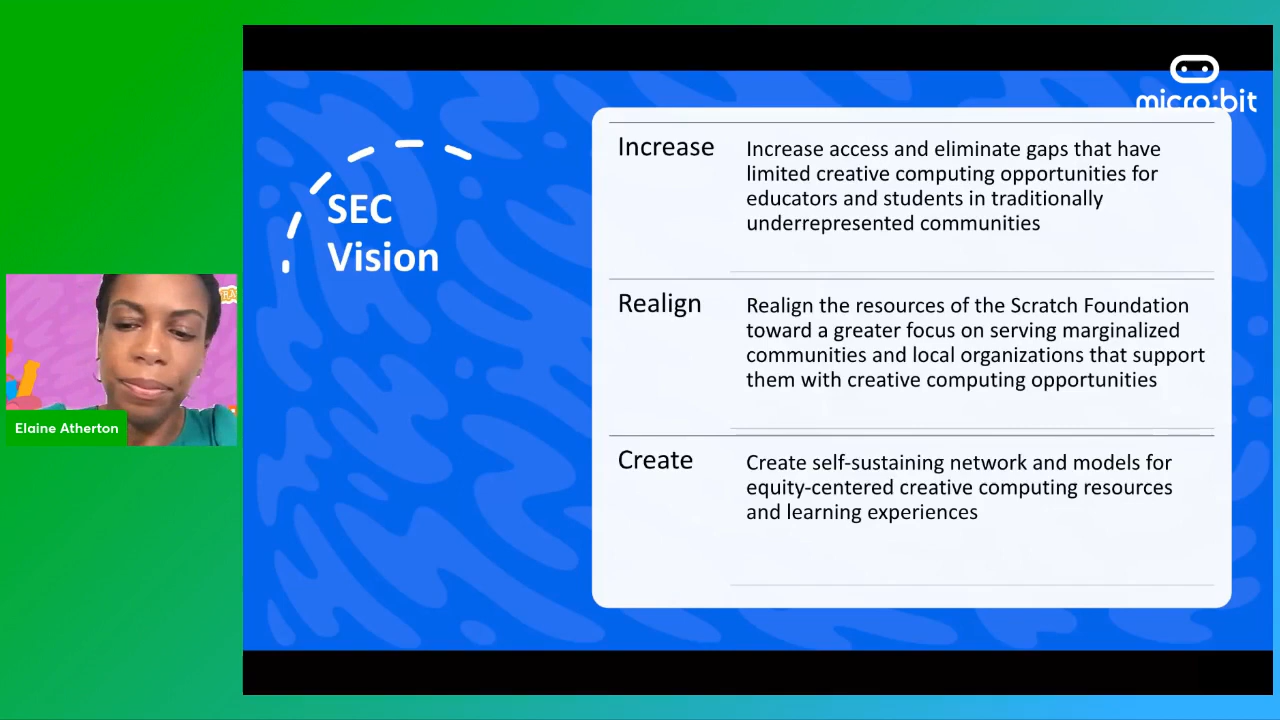 micro:bit
SEC
Vision
Increase
Increase access and eliminate gaps that have
limited creative computing opportunities for
educators and students in traditionally
underrepresented communities
Realign
Realign the resources of the Scratch Foundation
toward a greater focus on serving marginalized
communities and local organizations that support
them with creative computing opportunities
Create
Create self-sustaining network and models for
equity-centered creative computing resources
and learning experiences
Elaine Atherton